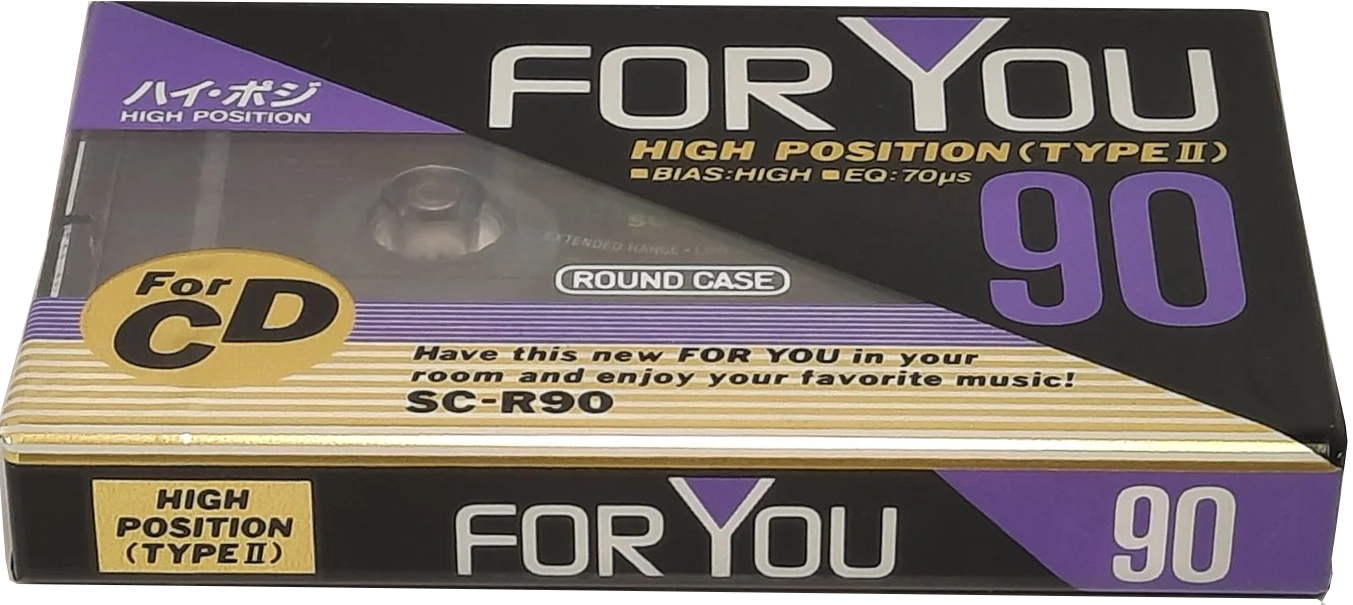 ハイ・ポジ
HIGH POSITION
FOR YOU
HIGH POSITION (TYPE II)
■BIAS:HIGH ■EQ:70μs
90
EXTENDED RANGE •
ROUND CASE
For
CD
Have this new FOR YOU in your
room and enjoy your favorite music!
SC-R90
HIGH
POSITION
(TYPE II)
FOR YOU
90